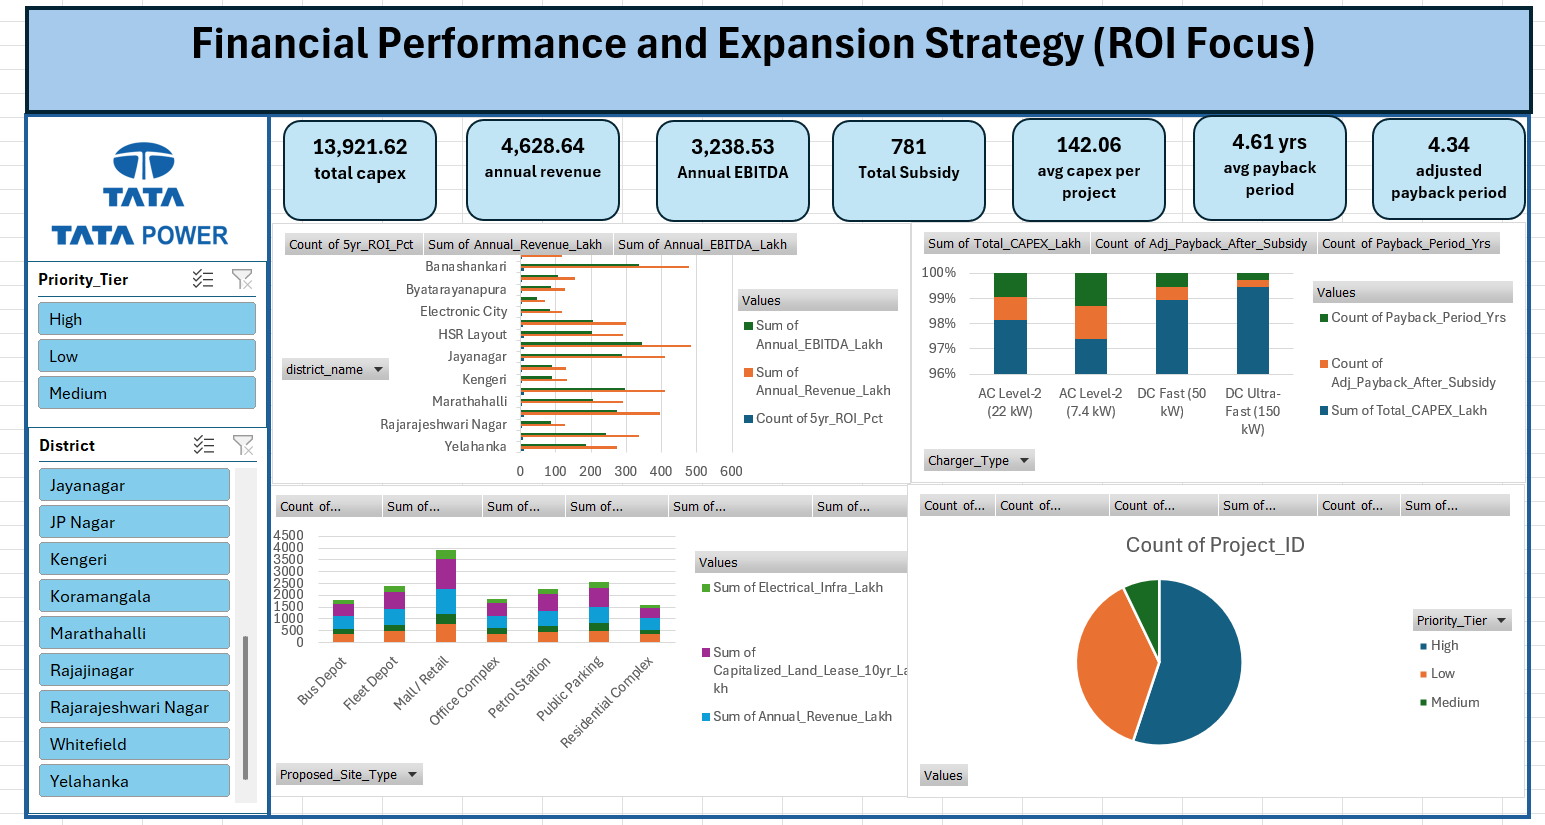 Financial Performance and Expansion Strategy (ROI Focus)
TATA
TATA POWER
13,921.62
total capex
4,628.64
annual revenue
3,238.53
Annual EBITDA
781
Total Subsidy
142.06
avg capex per
project
4.61 yrs
avg payback
period
4.34
adjusted
payback period
Priority_Tier
High
Low
Medium
District
Jayanagar
JP Nagar
Kengeri
Koramangala
Marathahalli
Rajajinagar
Rajarajeshwari Nagar
Whitefield
Yelahanka
Count of 5yr_ROI_Pct
Sum of Annual_Revenue_Lakh
Sum of Annual_EBITDA_Lakh
Banashankari
Byatarayanapura
Electronic City
HSR Layout
Jayanagar
Kengeri
Marathahalli
Rajarajeshwari Nagar
Yelahanka
0 100 200 300 400 500 600
district_name
Values
Sum of
Annual_EBITDA_Lakh
Sum of
Annual_Revenue_Lakh
Count of 5yr_ROI_Pct
Sum of Total_CAPEX_Lakh
Count of Adj_Payback_After_Subsidy
Count of Payback_Period_Yrs
100%
99%
98%
97%
96%
AC Level-2
(22 kW)
AC Level-2
(7.4 kW)
DC Fast (50
kW)
DC Ultra-
Fast (150
kW)
Values
Count of Payback_Period_Yrs
Count of
Adj_Payback_After_Subsidy
Sum of Total_CAPEX_Lakh
Charger_Type
Count of...
Sum of...
Sum of...
Sum of...
Sum of...
Sum of...
4500
4000
3500
3000
2500
2000
1500
1000
500
0
Bus Depot
Fleet Depot
Mall / Retail
Office Complex
Petrol Station
Public Parking
Residential Complex
Values
Sum of Electrical_Infra_Lakh
Sum of
Capitalized_Land_Lease_10yr_La
kh
Sum of Annual_Revenue_Lakh
Proposed_Site_Type
Count of...
Count of...
Count of...
Sum of...
Count of...
Sum of...
Count of Project_ID
Priority_Tier
High
Low
Medium
Values